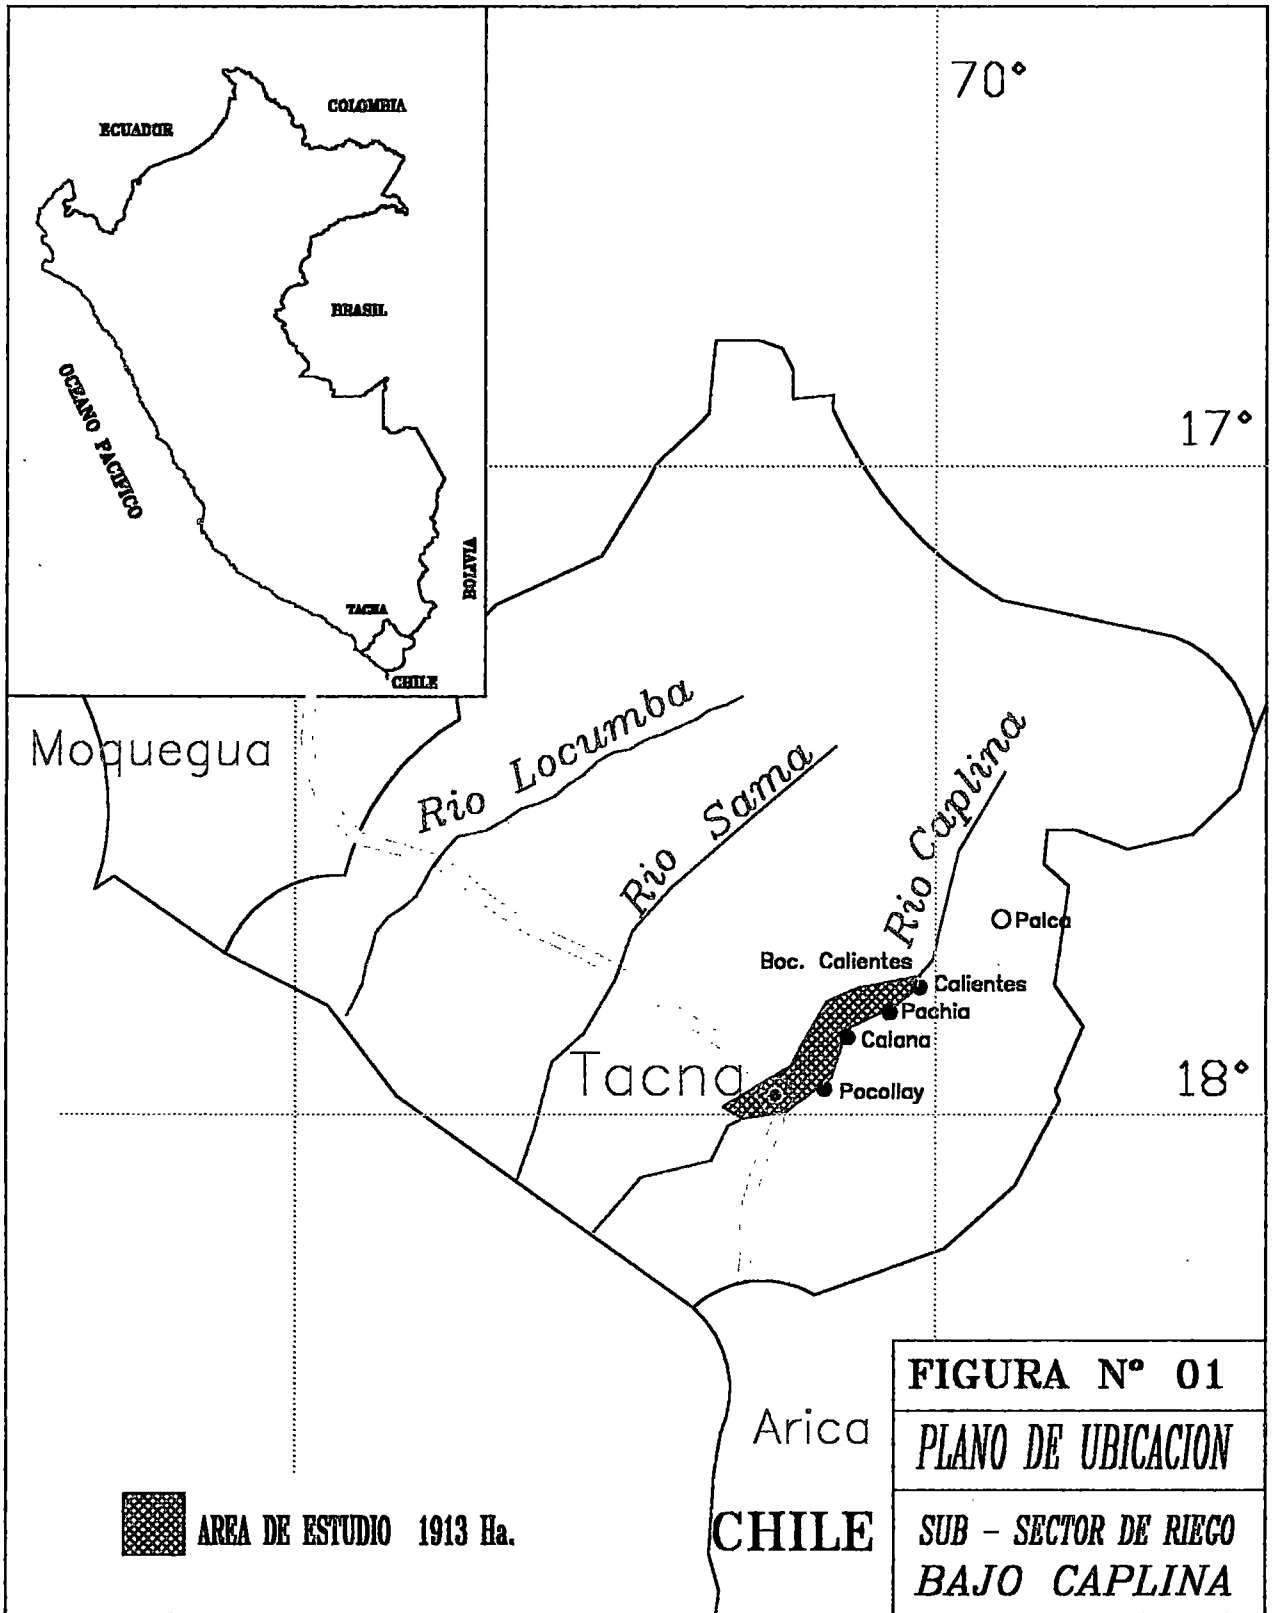 70°
COLOMBIA
ECUADOR
BRASIL
OCEANO PACIFICO
17°
BOLIVIA
TACNA
CHILE
Moquegua
Rio Locumba
Rio Sama
Rio Caplina
Palca
Boc. Calientes
Calientes
Pachia
Calana
Tacna
Pocollay
18°
FIGURA Nº 01
Arica
PLANO DE UBICACION
AREA DE ESTUDIO 1913 Ha.
CHILE
SUB - SECTOR DE RIEGO
BAJO CAPLINA